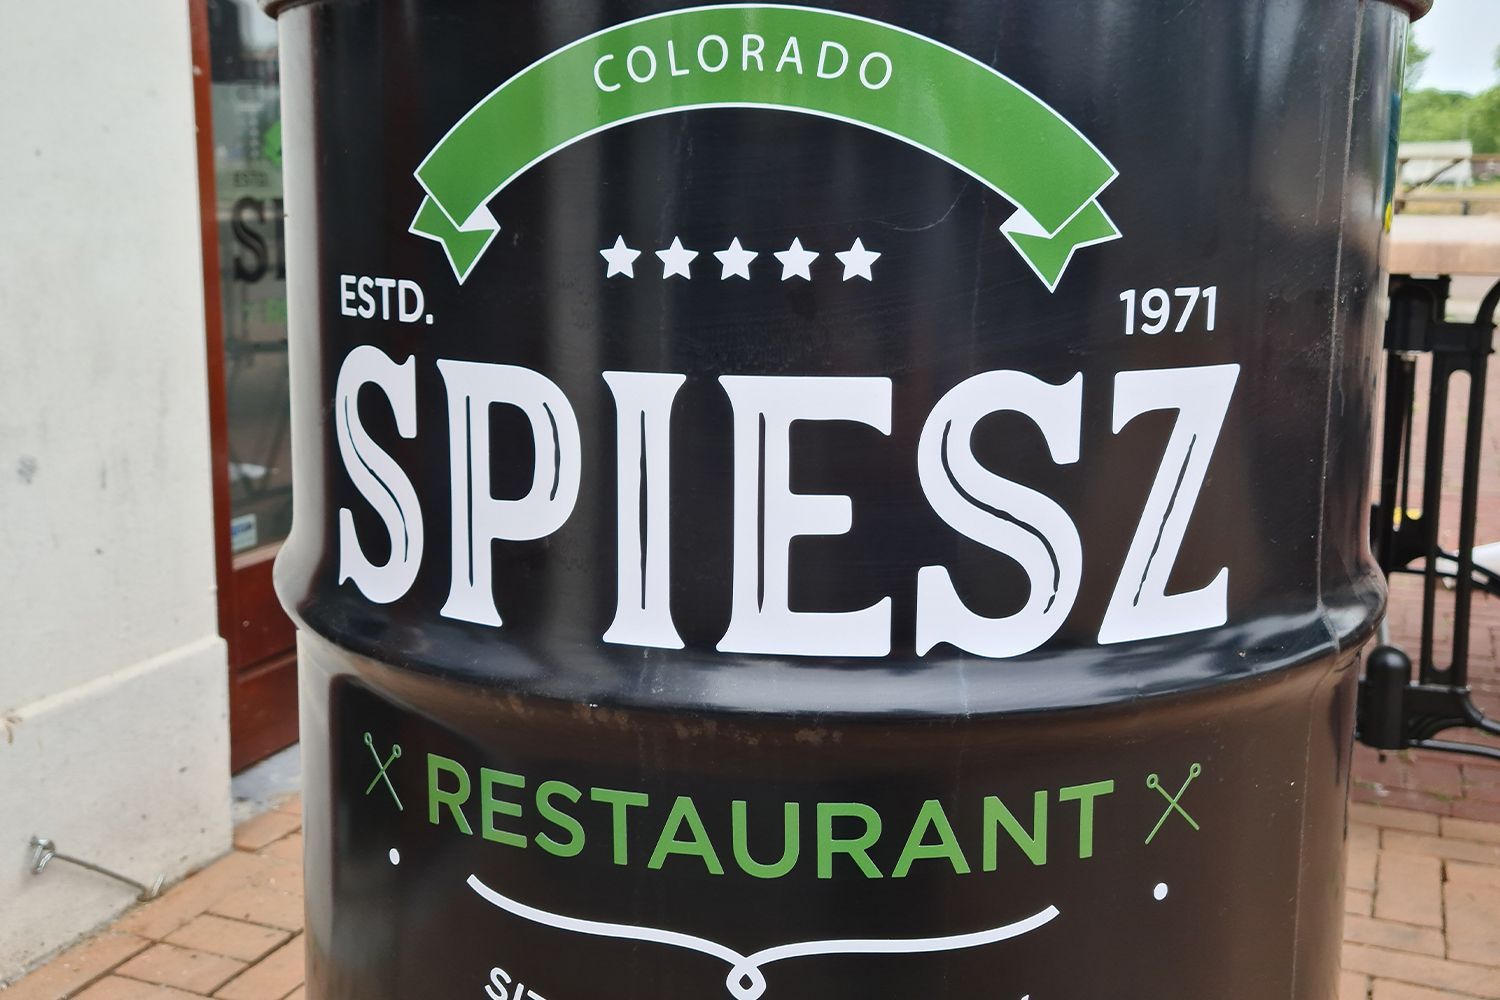 COLORADO
ESTD. 1971
SPIESZ
RESTAURANT